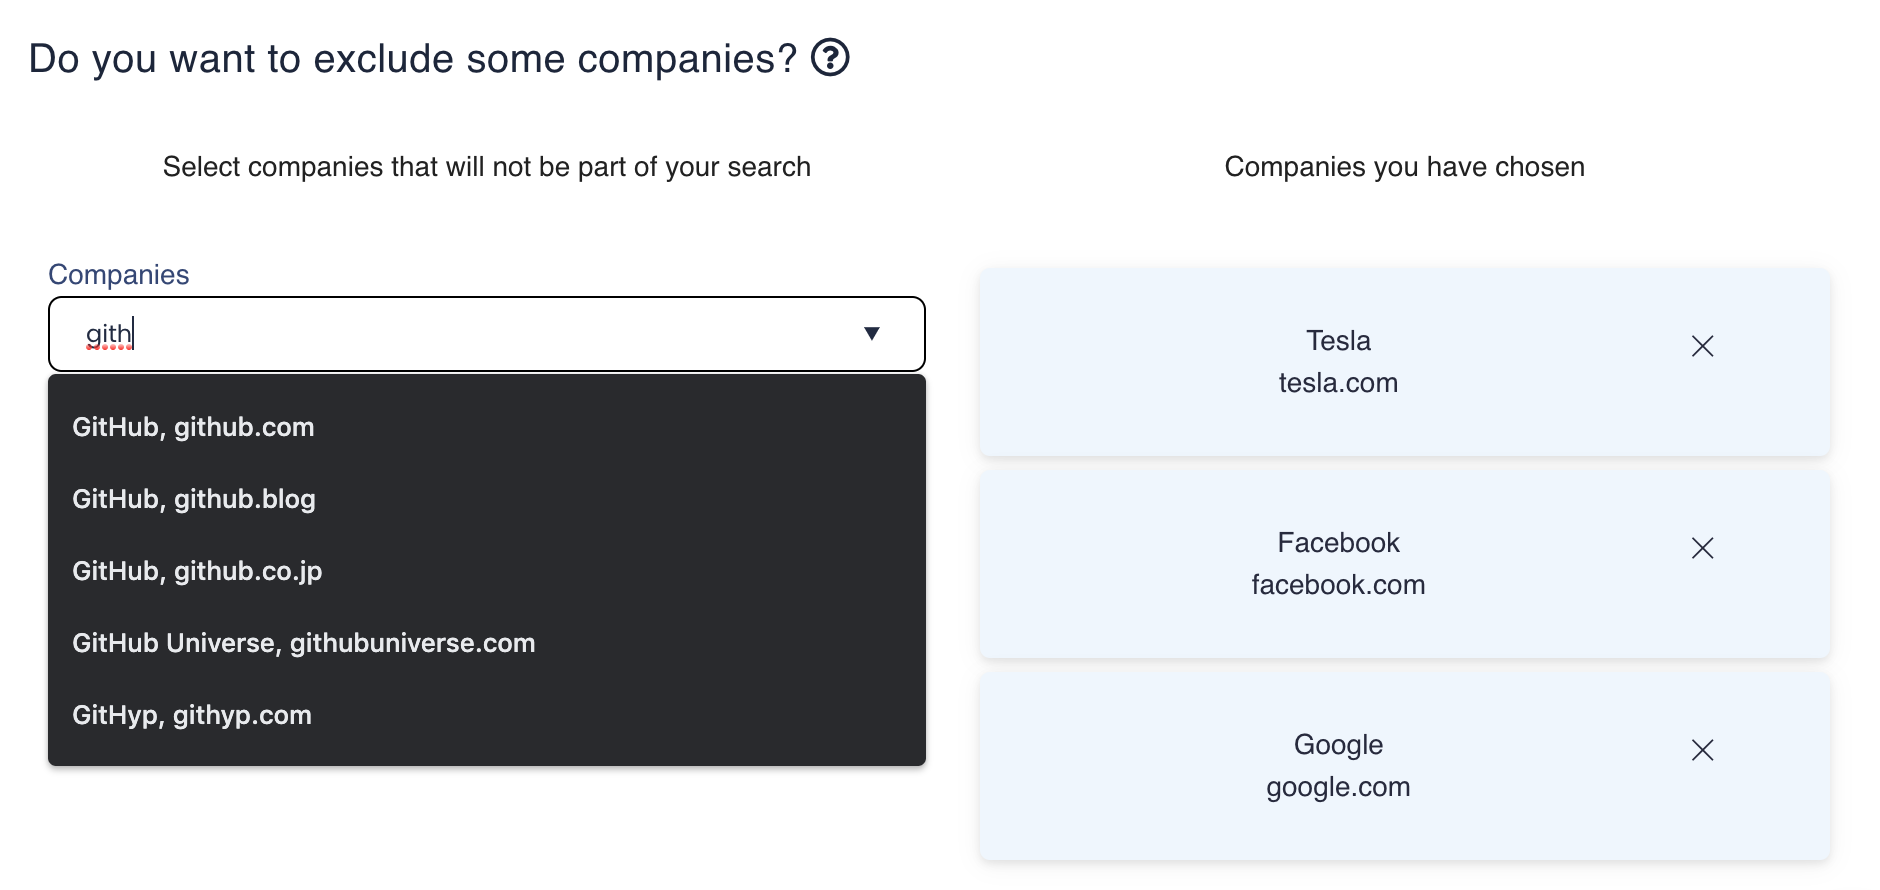 Do you want to exclude some companies?
Select companies that will not be part of your search
Companies
gith
GitHub, github.com
GitHub, github.blog
GitHub, github.co.jp
GitHub Universe, githubuniverse.com
GitHyp, githyp.com
Companies you have chosen
Tesla
tesla.com
Facebook
facebook.com
Google
google.com